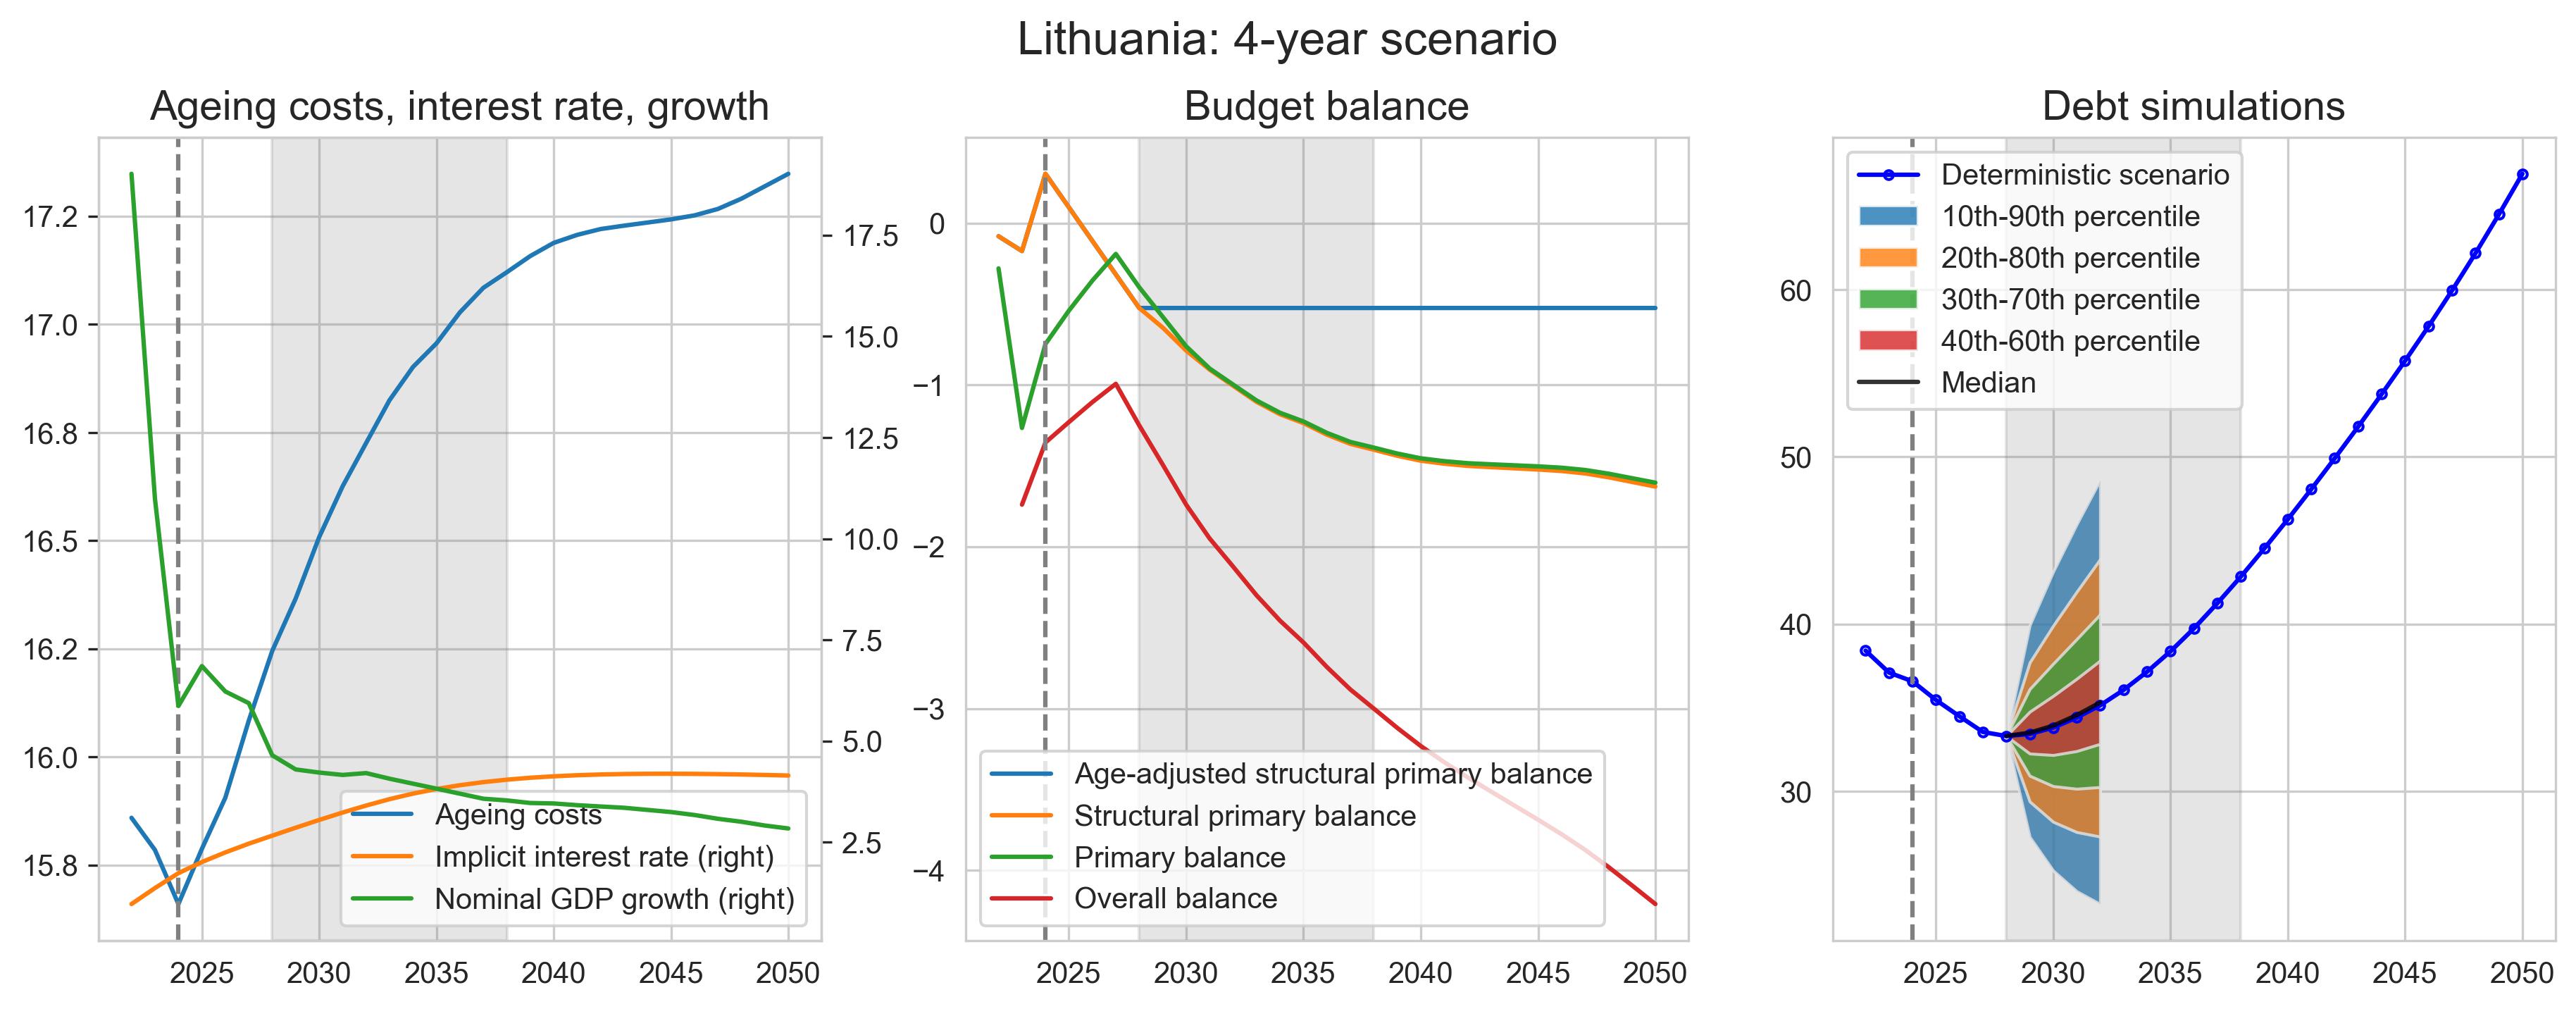 Lithuania: 4-year scenario
Ageing costs, interest rate, growth
17.2
17.0
16.8
16.5
16.2
16.0
15.8
17.5
15.0
12.5
10.0
7.5
5.0
2.5
Ageing costs
Implicit interest rate (right)
Nominal GDP growth (right)
2025 2030 2035 2040 2045 2050
Budget balance
0
−1
−2
−3
−4
Age-adjusted structural primary balance
Structural primary balance
Primary balance
Overall balance
2025 2030 2035 2040 2045 2050
Debt simulations
60
50
40
30
Deterministic scenario
10th-90th percentile
20th-80th percentile
30th-70th percentile
40th-60th percentile
Median
2025 2030 2035 2040 2045 2050